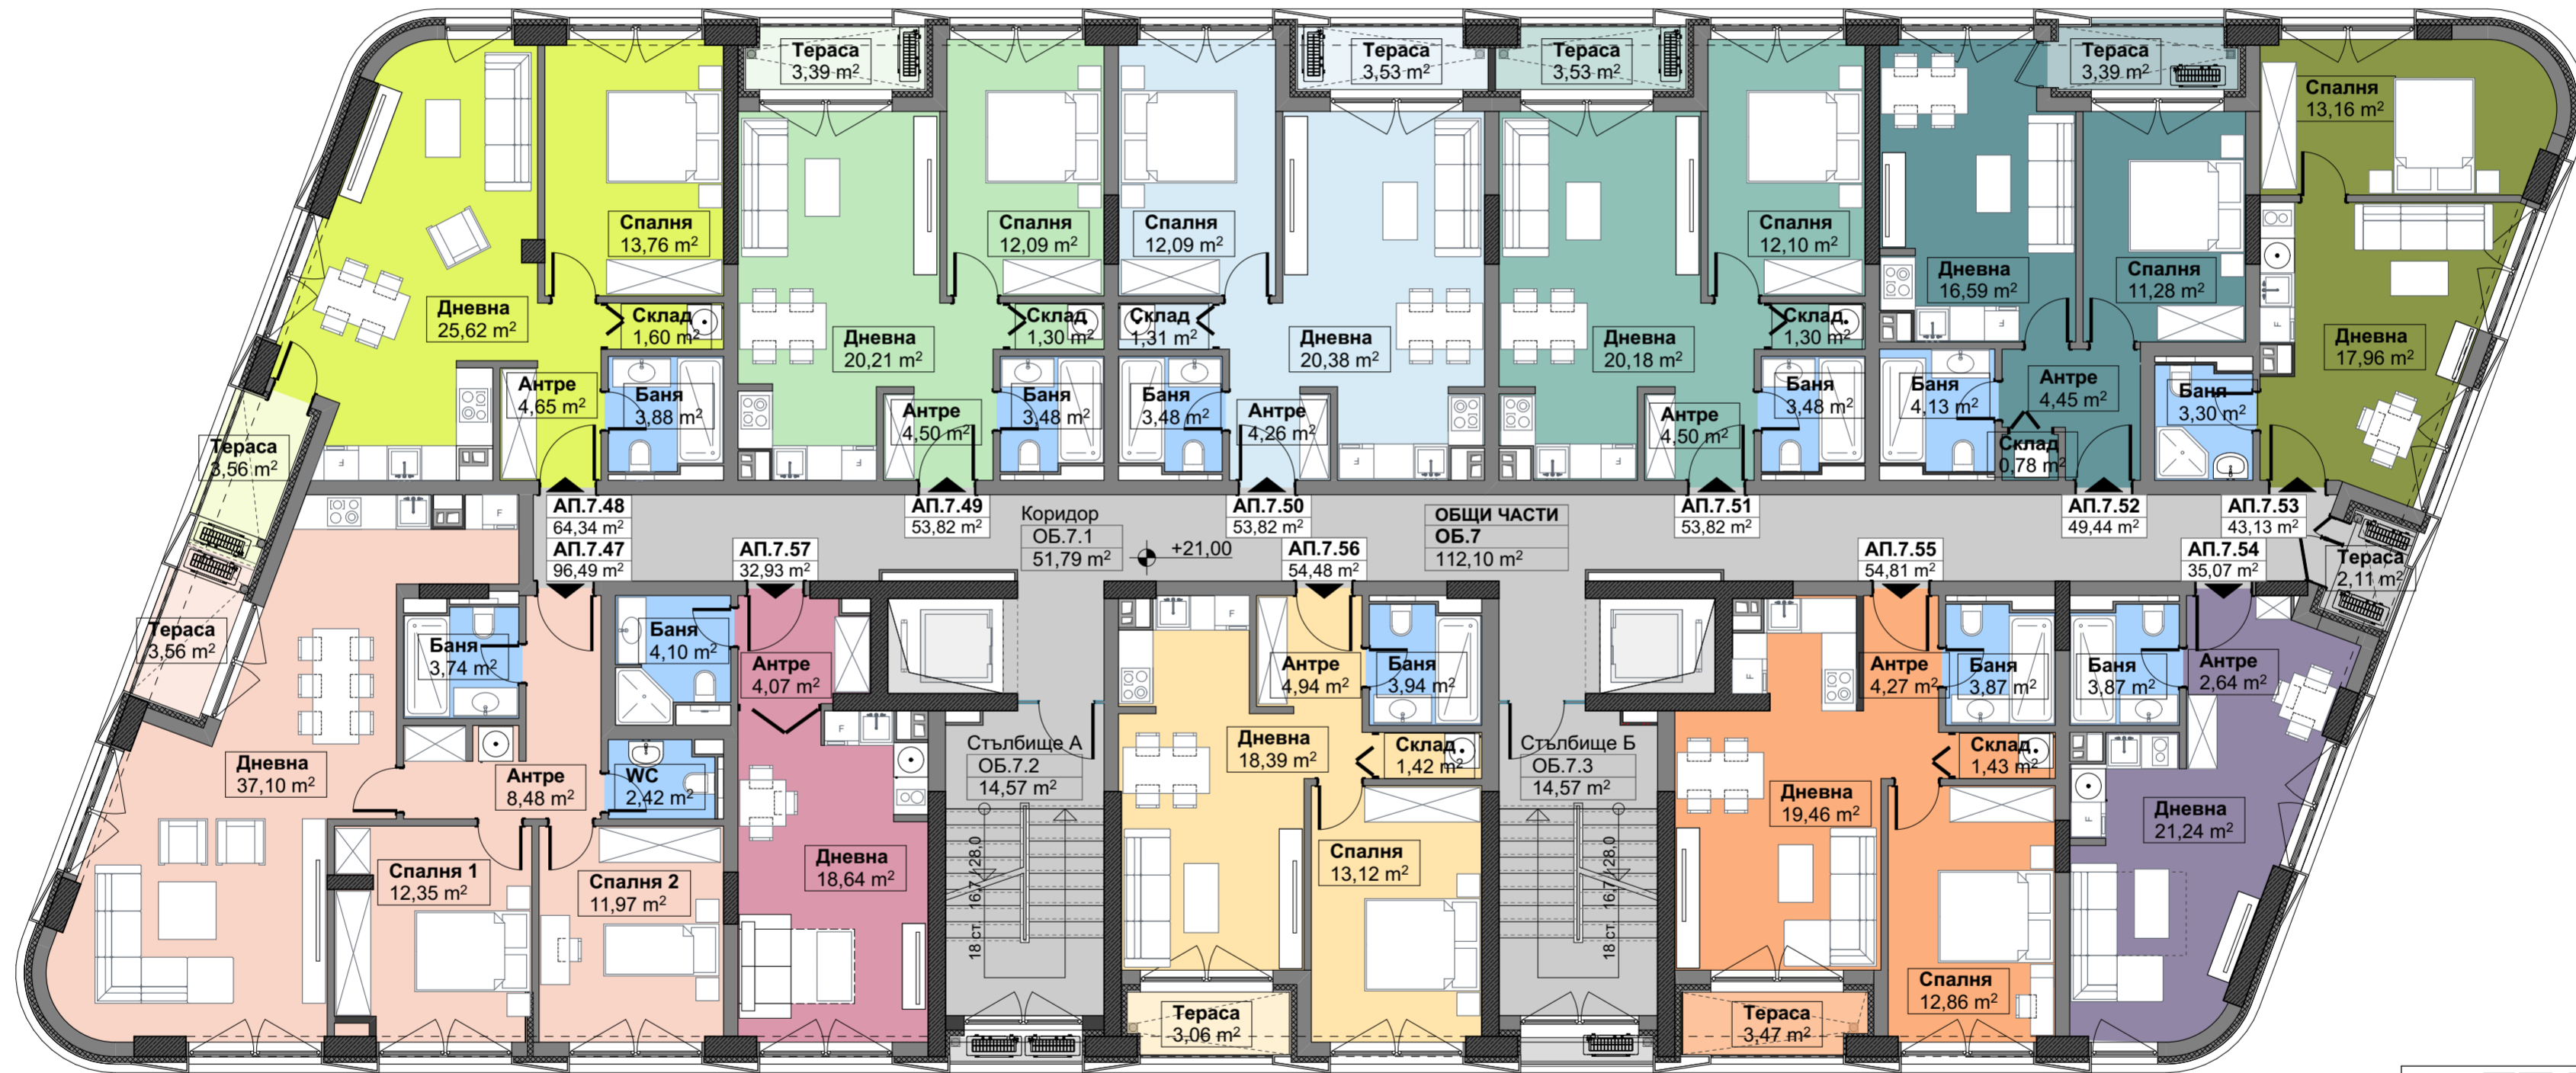 Тераса
3,39 m²
Тераса
3,53 m²
Тераса
3,53 m²
Тераса
3,39 m²
Спалня
13,16 m²
Спалня
13,76 m²
Спалня
12,09 m²
Спалня
12,09 m²
Спалня
12,10 m²
Дневна
16,59 m²
Спалня
11,28 m²
Дневна
25,62 m²
Склад
1,60 m²
Дневна
20,21 m²
Склад
1,30 m²
Склад
1,31 m²
Дневна
20,38 m²
Дневна
20,18 m²
Склад
1,30 m²
Дневна
17,96 m²
Антре
4,65 m²
Баня
3,88 m²
Антре
4,50 m²
Баня
3,48 m²
Баня
3,48 m²
Антре
4,26 m²
Антре
4,50 m²
Баня
3,48 m²
Баня
4,13 m²
Антре
4,45 m²
Баня
3,30 m²
Склад
0,78 m²
Тераса
3,56 m²
АП.7.48
64,34 m²
АП.7.49
53,82 m²
АП.7.50
53,82 m²
АП.7.51
53,82 m²
АП.7.52
49,44 m²
АП.7.53
43,13 m²
Коридор
ОБ.7.1
51,79 m²
+21,00
ОБЩИ ЧАСТИ
ОБ.7
112,10 m²
АП.7.47
96,49 m²
АП.7.57
32,93 m²
АП.7.56
54,48 m²
АП.7.55
54,81 m²
АП.7.54
35,07 m²
Тераса
2,11 m²
Тераса
3,56 m²
Баня
3,74 m²
Баня
4,10 m²
Антре
4,07 m²
Антре
4,94 m²
Баня
3,94 m²
Антре
4,27 m²
Баня
3,87 m²
Баня
3,87 m²
Антре
2,64 m²
Дневна
37,10 m²
Антре
8,48 m²
WC
2,42 m²
Стълбище А
ОБ.7.2
14,57 m²
Дневна
18,39 m²
Склад
1,42 m²
Стълбище Б
ОБ.7.3
14,57 m²
Дневна
19,46 m²
Склад
1,43 m²
Дневна
21,24 m²
Спалня 1
12,35 m²
Спалня 2
11,97 m²
Дневна
18,64 m²
18 ст. 16,7 /28,0
Спалня
13,12 m²
18 ст. 16,7 /28,0
Спалня
12,86 m²
Тераса
3,06 m²
Тераса
3,47 m²
F
F
F
F
F
F
F
F
F
F
F
F